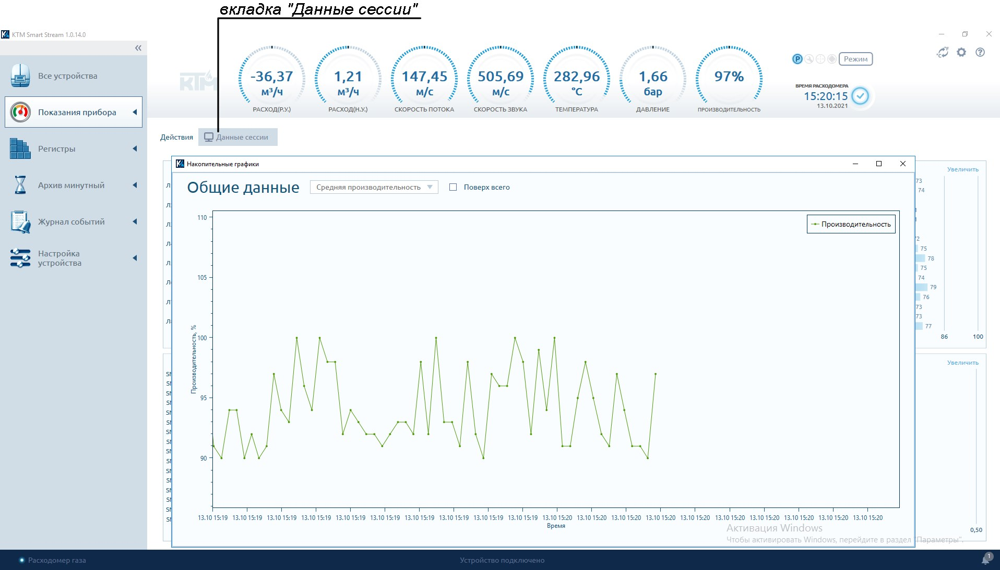 вкладка "Данные сессии"
KTM Smart Stream 1.0.14.0
Все устройства
Показания прибора
Регистры
Архив минутный
Журнал событий
Настройка
устройства
КТМ
-36,37
м³/ч
РАСХОД(Р.У.)
1,21
м³/ч
РАСХОД(Н.У.)
147,45
м/с
СКОРОСТЬ ПОТОКА
505,69
м/с
СКОРОСТЬ ЗВУКА
282,96
°C
ТЕМПЕРАТУРА
1,66
бар
ДАВЛЕНИЕ
97%
ПРОИЗВОДИТЕЛЬНОСТЬ
P
Режим
ВРЕМЯ РАСХОДОМЕРА
15:20:15
13.10.2021
Действия
Данные сессии
Накопительные графики
Общие данные
Средняя производительность
Поверх всего
Производительность
Производительность, %
110
105
100
95
90
13.10 15:19 13.10 15:19 13.10 15:19 13.10 15:19 13.10 15:19 13.10 15:19 13.10 15:19 13.10 15:19 13.10 15:19 13.10 15:19 13.10 15:20 13.10 15:20 13.10 15:20 13.10 15:20 13.10 15:20 13.10 15:20 13.10 15:20 13.10 15:20 13.10 15:20 13.10 15:20
Время
Увеличить
73
74
72
75
78
75
74
79
76
73
73
77
86 100
Увеличить
0,50
Активация Windows
Чтобы активировать Windows, перейдите в раздел "Параметры".
Расходомер газа
Устройство подключено
1